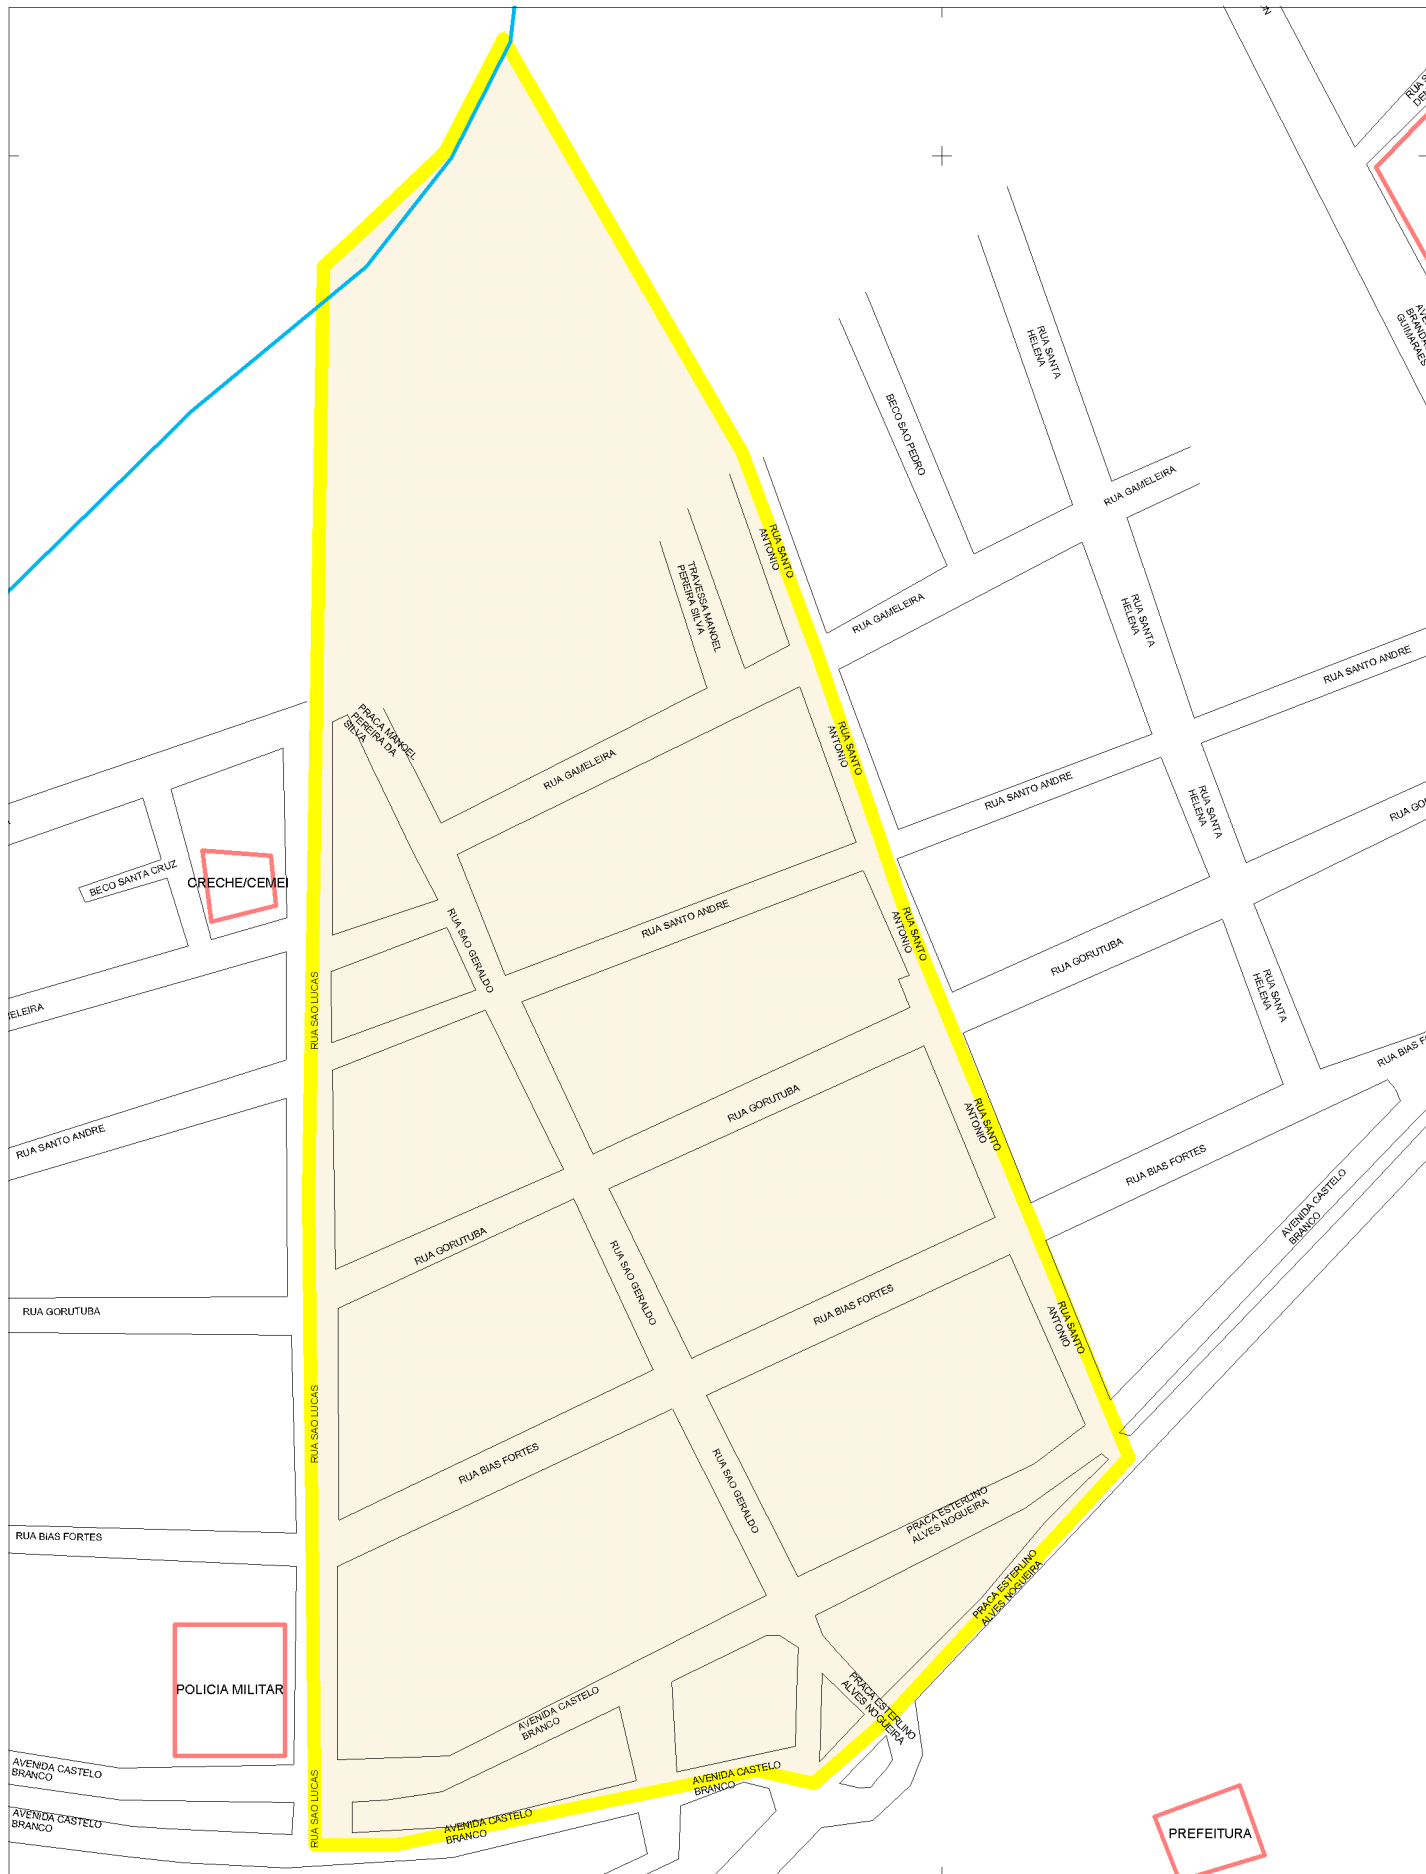 RUA SANTA
HELENA
BECO SAO PEDRO
RUA GAMELEIRA
RUA SANTO
ANTONIO
TRAVESSA MANOEL
PEREIRA SILVA
RUA GAMELEIRA
RUA SANTA
HELENA
RUA SANTO ANDRE
PRACA MANOEL
PEREIRA DA
SILVA
RUA GAMELEIRA
RUA SANTO
ANTONIO
RUA SANTO ANDRE
RUA SANTA
HELENA
BECO SANTA CRUZ
CRECHE/CEMEI
RUA SAO GERALDO
RUA SANTO ANDRE
RUA SANTO
ANTONIO
RUA GORUTUBA
RUA SANTA
HELENA
RUA SAO LUCAS
ELEIRA
RUA SANTO ANDRE
RUA GORUTUBA
RUA SANTO
ANTONIO
RUA BIAS FORTES
AVENIDA CASTELO
BRANCO
RUA GORUTUBA
RUA GORUTUBA
RUA SAO GERALDO
RUA BIAS FORTES
RUA SANTO
ANTONIO
RUA SAO LUCAS
RUA BIAS FORTES
RUA SAO GERALDO
RUA BIAS FORTES
PRACA ESTERLINO
ALVES NOGUEIRA
PRACA ESTERLINO
ALVES NOGUEIRA
POLICIA MILITAR
AVENIDA CASTELO
BRANCO
PRACA ESTERLINO
ALVES NOGUEIRA
AVENIDA CASTELO
BRANCO
AVENIDA CASTELO
BRANCO
RUA SAO LUCAS
AVENIDA CASTELO
BRANCO
AVENIDA CASTELO
BRANCO
PREFEITURA